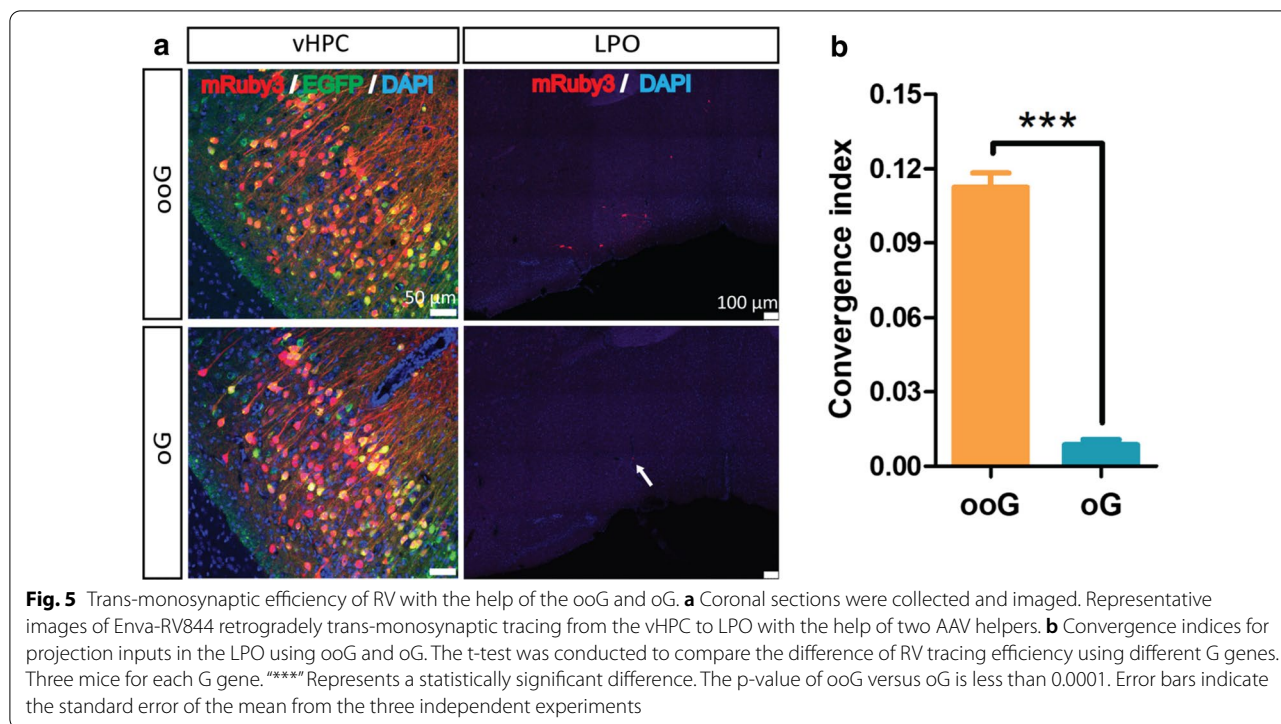 a
vHPC
LPO
b
ooG
mRuby3 / EGFP / DAPI
mRuby3 / DAPI
50 µm
100 µm
oG
Convergence index
0.15
0.12
0.09
0.06
0.03
0.00
***
ooG
oG
Fig. 5 Trans-monosynaptic efficiency of RV with the help of the ooG and oG. a Coronal sections were collected and imaged. Representative
images of Enva-RV844 retrogradely trans-monosynaptic tracing from the vHPC to LPO with the help of two AAV helpers. b Convergence indices for
projection inputs in the LPO using ooG and oG. The t-test was conducted to compare the difference of RV tracing efficiency using different G genes.
Three mice for each G gene. “***” Represents a statistically significant difference. The p-value of ooG versus oG is less than 0.0001. Error bars indicate
the standard error of the mean from the three independent experiments